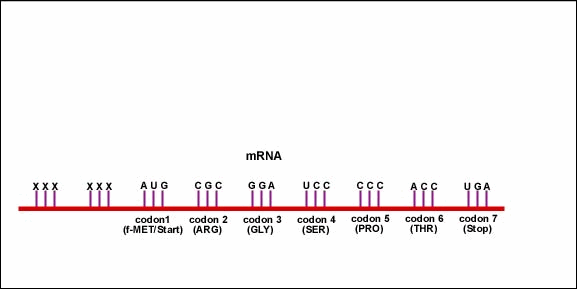 mRNA
X X X X X X A U G C G C G G A U C C C C C A C C U G A
codon1 codon 2 codon 3 codon 4 codon 5 codon 6 codon 7
(f-MET/Start) (ARG) (GLY) (SER) (PRO) (THR) (Stop)